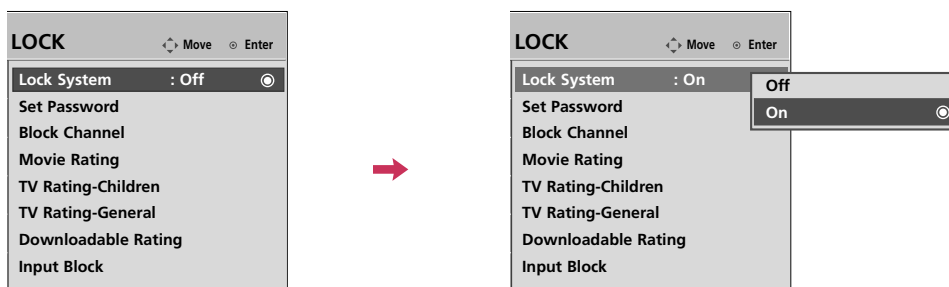 LOCK Move Enter
Lock System : Off
Set Password
Block Channel
Movie Rating
TV Rating-Children
TV Rating-General
Downloadable Rating
Input Block
LOCK Move Enter
Lock System : On
Set Password
Block Channel
Movie Rating
TV Rating-Children
TV Rating-General
Downloadable Rating
Input Block
Off
On